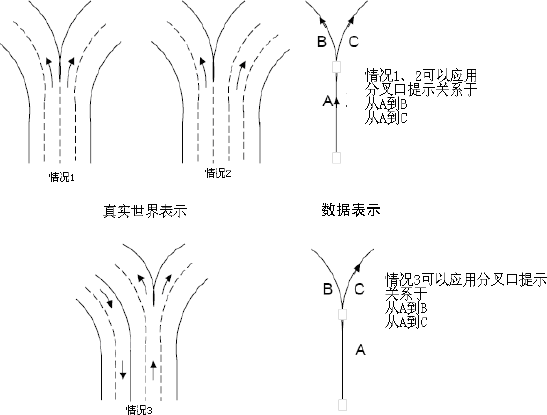 B
C
A
情况1、2可以应用
分叉口提示关系于
从A到B
从A到C
情况1
情况2
真实世界表示
数据表示
B
C
A
情况3可以应用分叉口提示
关系于
从A到B
从A到C
情况3